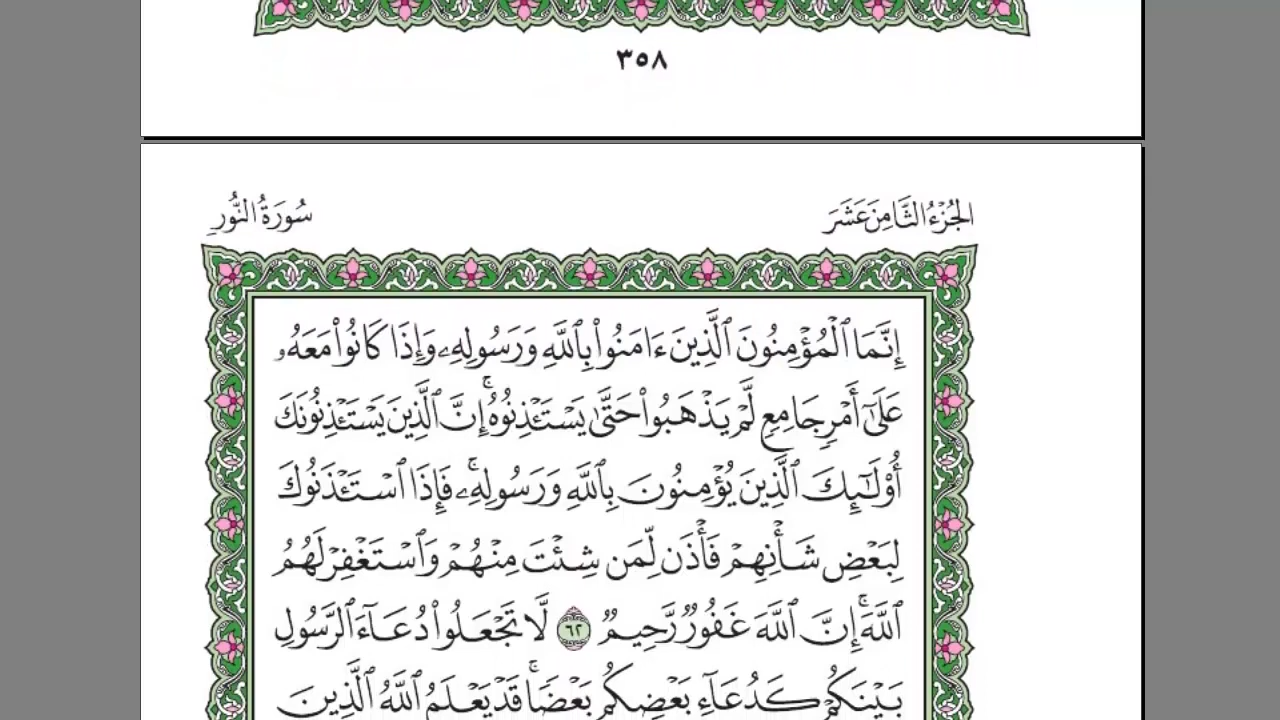 ٣٥٨
الجُزْءُ الثَّامِنَ عَشَرَ
سُورَةُ النُّورِ
إِنَّمَا ٱلْمُؤْمِنُونَ ٱلَّذِينَ ءَامَنُوا۟ بِٱللَّهِ وَرَسُولِهِۦ وَإِذَا كَانُوا۟ مَعَهُۥ
عَلَىٰٓ أَمْرٍ جَامِعٍ لَّمْ يَذْهَبُوا۟ حَتَّىٰ يَسْتَـْٔذِنُوهُ ۚ إِنَّ ٱلَّذِينَ يَسْتَـْٔذِنُونَكَ
أُو۟لَـٰٓئِكَ ٱلَّذِينَ يُؤْمِنُونَ بِٱللَّهِ وَرَسُولِهِۦ ۚ فَإِذَا ٱسْتَـْٔذَنُوكَ
لِبَعْضِ شَأْنِهِمْ فَأْذَن لِّمَن شِئْتَ مِنْهُمْ وَٱسْتَغْفِرْ لَهُمُ
ٱللَّهَ ۚ إِنَّ ٱللَّهَ غَفُورٌ رَّحِيمٌ ٦٢ لَّا تَجْعَلُوا۟ دُعَآءَ ٱلرَّسُولِ
بَيْنَكُمْ كَدُعَآءِ بَعْضِكُم بَعْضًا ۚ قَدْ يَعْلَمُ ٱللَّهُ ٱلَّذِينَ